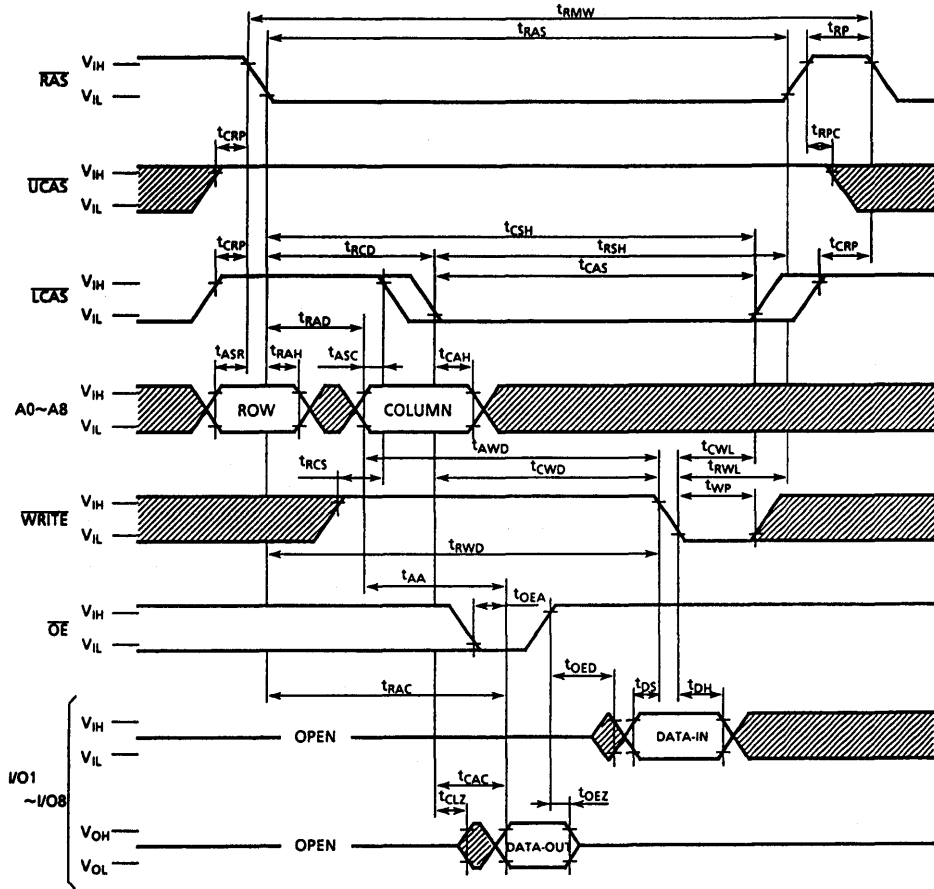 tRMW
tRAS
tRP
RAS
VIH
VIL
tCRP
tRPC
UCAS
VIH
VIL
tCSH
tCRP
tRCD
tRSH
tCRP
tCAS
LCAS
VIH
VIL
tRAD
tASR
tRAH
tASC
tCAH
A0~A8
VIH
VIL
ROW
COLUMN
tAWD
tCWL
tRCS
tCWD
tRWL
tWP
WRITE
VIH
VIL
tRWD
tAA
tOEA
OE
VIH
VIL
tOED
tRAC
tDS
tDH
VIH
VIL
OPEN
DATA-IN
I/O1
~I/O8
tCAC
tCLZ
tOEZ
VOH
VOL
OPEN
DATA-OUT